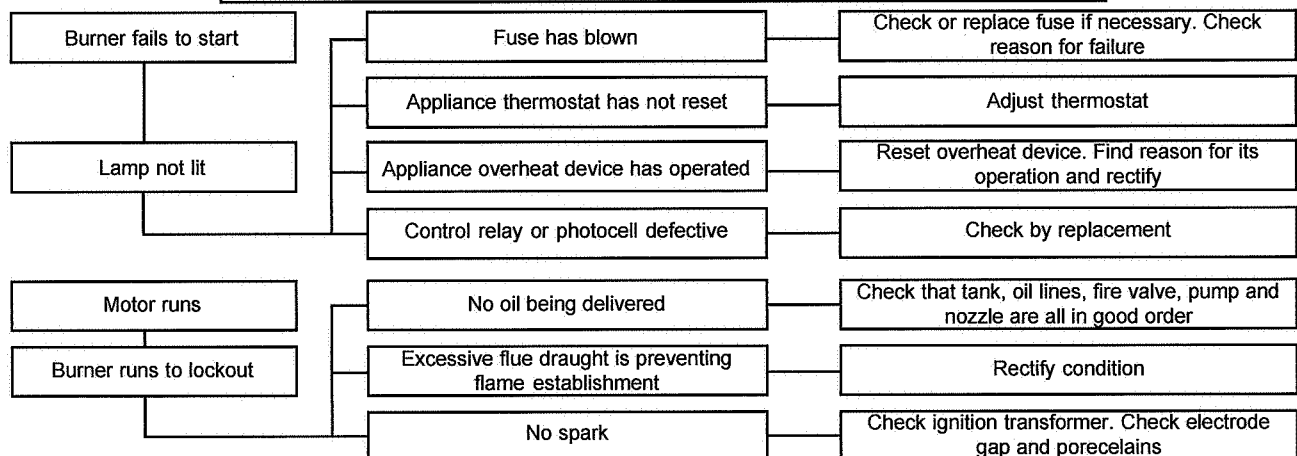 Burner fails to start
Fuse has blown
Check or replace fuse if necessary. Check
reason for failure
Appliance thermostat has not reset
Adjust thermostat
Lamp not lit
Appliance overheat device has operated
Reset overheat device. Find reason for its
operation and rectify
Control relay or photocell defective
Check by replacement
Motor runs
No oil being delivered
Check that tank, oil lines, fire valve, pump and
nozzle are all in good order
Burner runs to lockout
Excessive flue draught is preventing
flame establishment
Rectify condition
No spark
Check ignition transformer. Check electrode
gap and porecelains